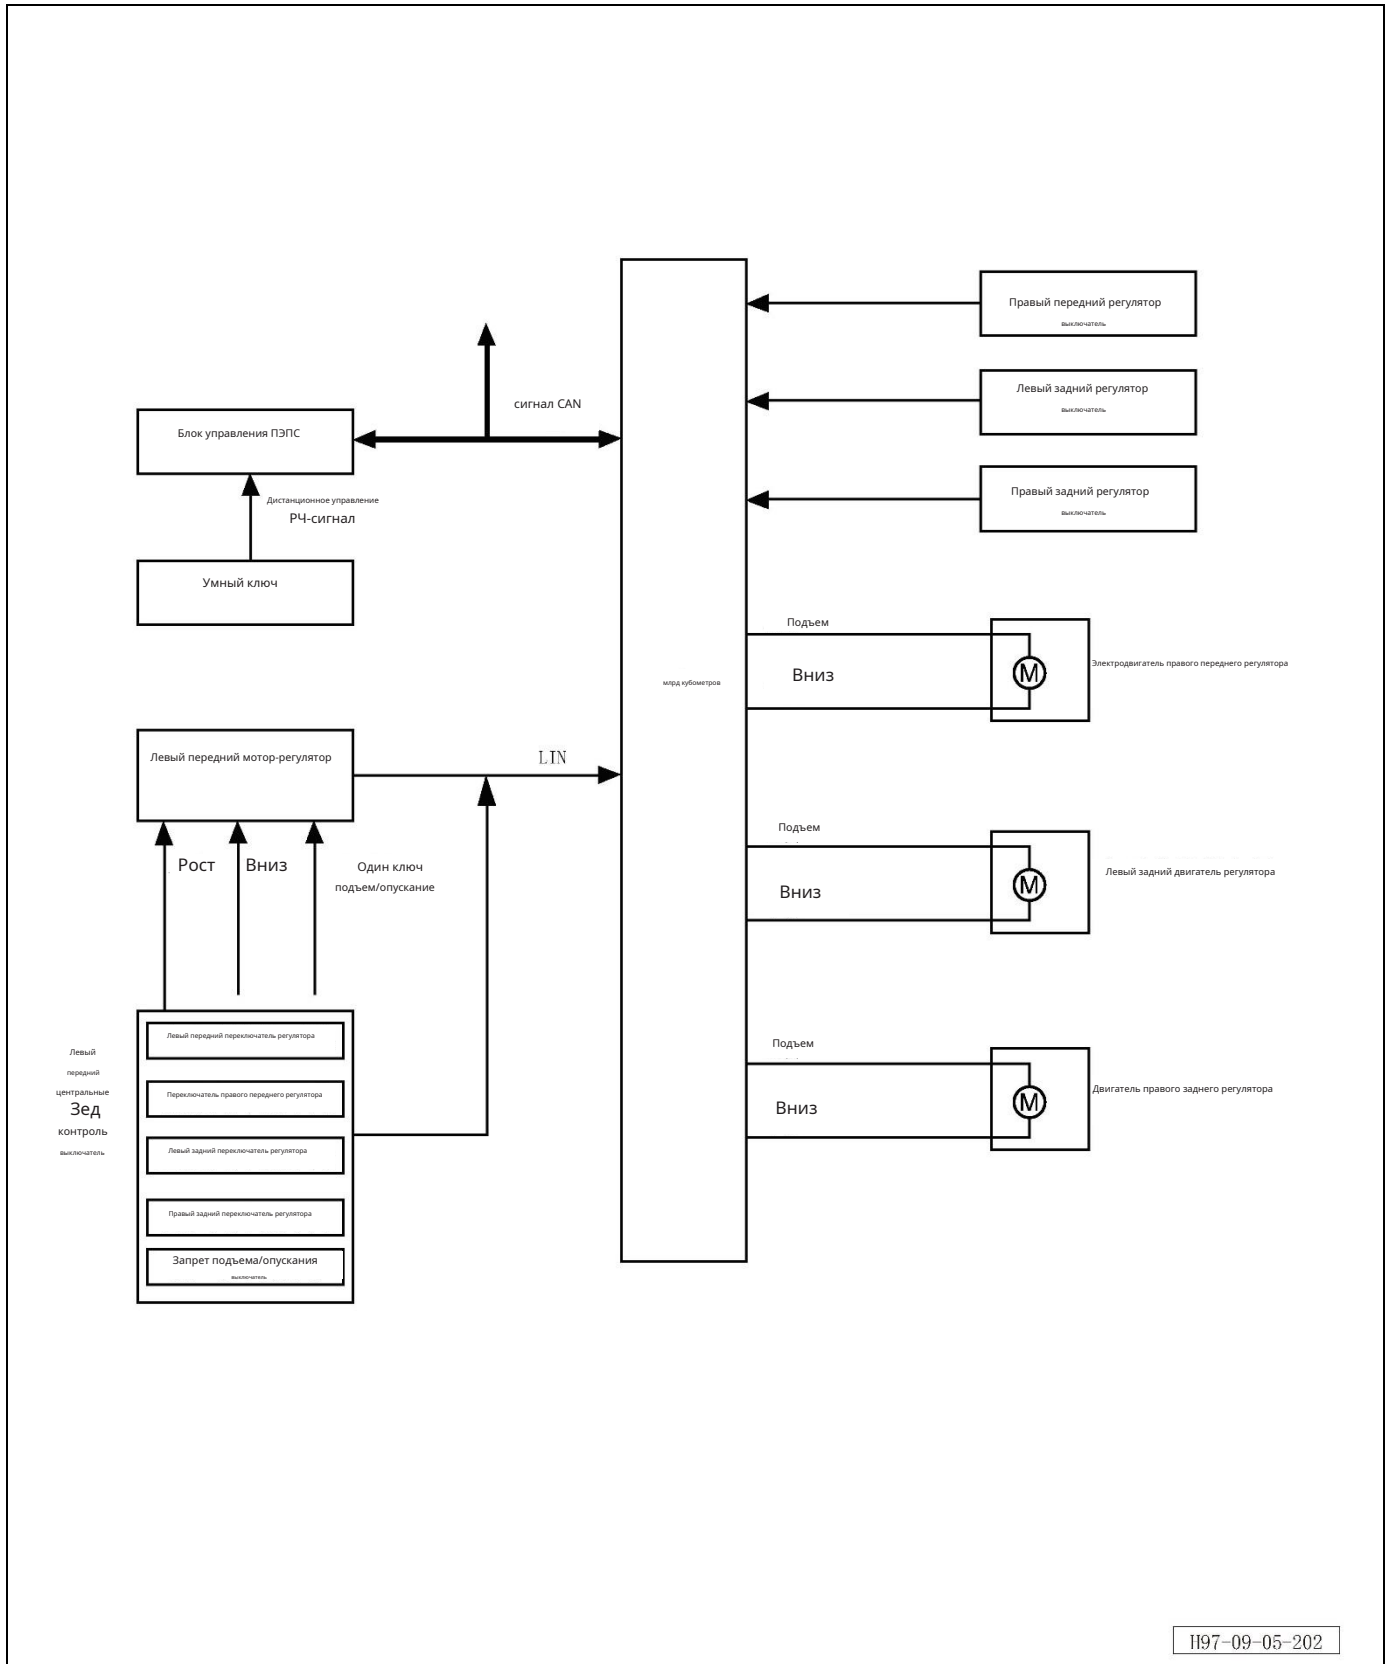 Правый передний регулятор
выключатель
Левый задний регулятор
выключатель
сигнал CAN
Блок управления ПЭПС
Правый задний регулятор
выключатель
Дистанционное управление
РЧ-сигнал
Умный ключ
Подъем
Вниз
Электродвигатель правого переднего регулятора
М
млрд кубометров
Левый передний мотор-регулятор
LIN
Подъем
Рост
Вниз
Один ключ
подъем/опускание
Вниз
М
Левый задний двигатель регулятора
Левый
передний
центральные
Зед
контроль
выключатель
Левый передний переключатель регулятора
Переключатель правого переднего регулятора
Левый задний переключатель регулятора
Правый задний переключатель регулятора
Запрет подъема/опускания
выключатель
Подъем
Вниз
М
Двигатель правого заднего регулятора
H97-09-05-202